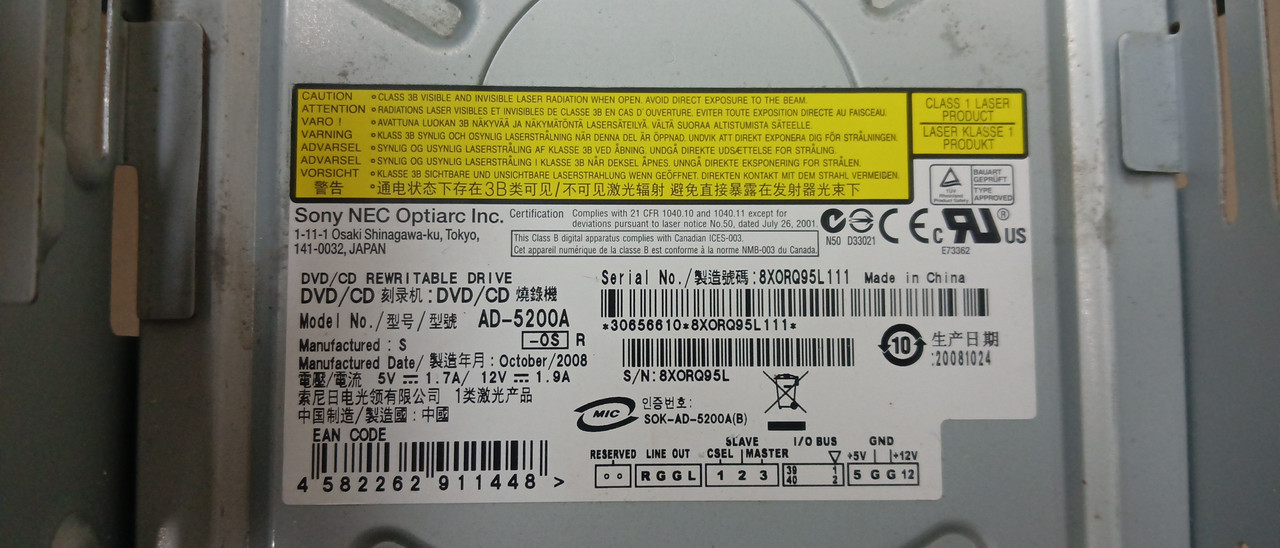 CAUTION ∘CLASS 3B VISIBLE AND INVISIBLE LASER RADIATION WHEN OPEN. AVOID DIRECT EXPOSURE TO THE BEAM.
ATTENTION ∘RADIATIONS LASER VISIBLES ET INVISIBLES DE CLASSE 3B EN CAS D'OUVERTURE. EVITER TOUTE EXPOSITION DIRECTE AU FAISCEAU.
VARO ! ∘AVATTUNA LUOKAN 3B NÄKYVÄÄ JA NÄKYMÄTÖNTÄ LASERSÄTEILYÄ. VÄLTÄ SUORAA ALTISTUMISTA SÄTEELLE.
VARNING ∘KLASS 3B SYNLIG OCH OSYNLIG LASERSTRÅLNING NÄR DENNA DEL ÄR ÖPPNAD. UNDVIK ATT DIREKT EXPONERA DIG FÖR STRÅLNINGEN.
ADVARSEL ∘SYNLIG OG USYNLIG LASERSTRÅLING AF KLASSE 3B VED ÅBNING. UNDGÅ DIREKTE UDSÆTTELSE FOR STRÅLING.
ADVARSEL ∘SYNLIG OG USYNLIG LASERSTRÅLING I KLASSE 3B NÅR DEKSEL ÅPNES. UNNGÅ DIREKTE EKSPONERING FOR STRÅLEN.
VORSICHT ∘KLASSE 3B SICHTBARE UND UNSICHTBARE LASERSTRAHLUNG WENN GEÖFFNET. DIREKTEN KONTAKT MIT DEM STRAHL VERMEIDEN.
警告 ∘通电状态下存在3B类可见/不可见激光辐射 避免直接暴露在发射器光束下
CLASS 1 LASER
PRODUCT
LASER KLASSE 1
PRODUKT
BAUART
GEPRÜFT
TYPE
APPROVED
TÜV
Rheinland
Product Safety
Sony NEC Optiarc Inc.
1-11-1 Osaki Shinagawa-ku, Tokyo,
141-0032, JAPAN
Certification Complies with 21 CFR 1040.10 and 1040.11 except for
deviations pursuant to laser notice No.50, dated July 26, 2001.
This Class B digital apparatus complies with Canadian ICES-003.
Cet appareil numérique de la classe B est conforme à la norme NMB-003 du Canada.
N50 D33021
CE
c RU ® US
E73362
DVD/CD REWRITABLE DRIVE
DVD/CD 刻录机:DVD/CD 燒錄機
Model No./型号/型號 AD-5200A
-0S R
Manufactured : S
Manufactured Date/ 製造年月: October/2008
電壓/電流 5V ⎓ 1.7A/ 12V ⎓ 1.9A
索尼日电光领有限公司 1类激光产品
中国制造/製造國: 中國
EAN CODE
4 582262 911448 >
Serial No./製造號碼:8XORQ95L111 Made in China
*30656610*8XORQ95L111*
S/N:8XORQ95L
10
生产日期
:20081024
MIC
인증번호:
SOK-AD-5200A(B)
RESERVED LINE OUT
R G G L
SLAVE
CSEL MASTER
1 2 3
I/O BUS
39 1
40 2
GND
+5V +12V
5 G G 12